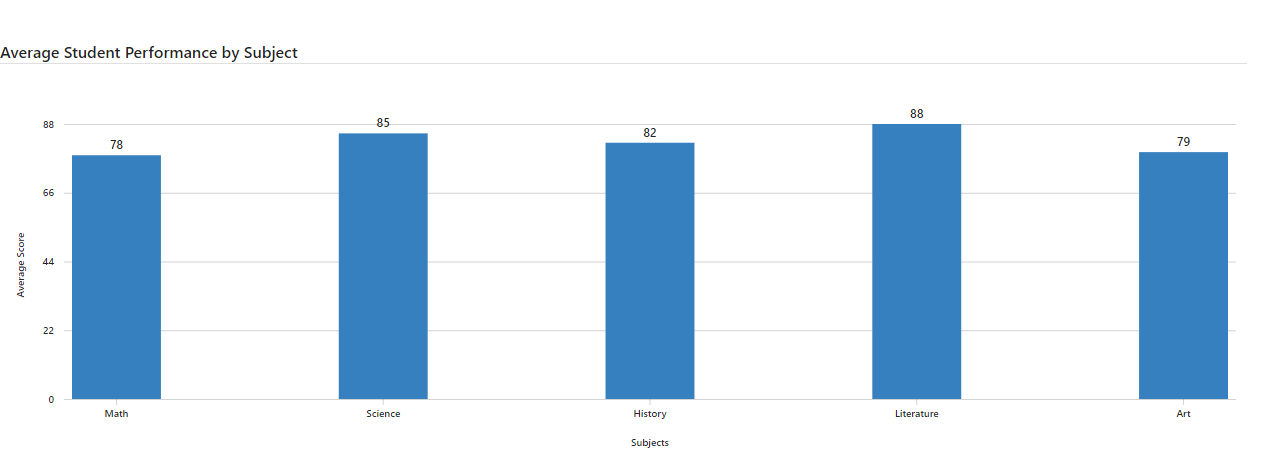 Average Student Performance by Subject
88
66
44
22
0
Average Score
78
85
82
88
79
Math
Science
History
Literature
Art
Subjects